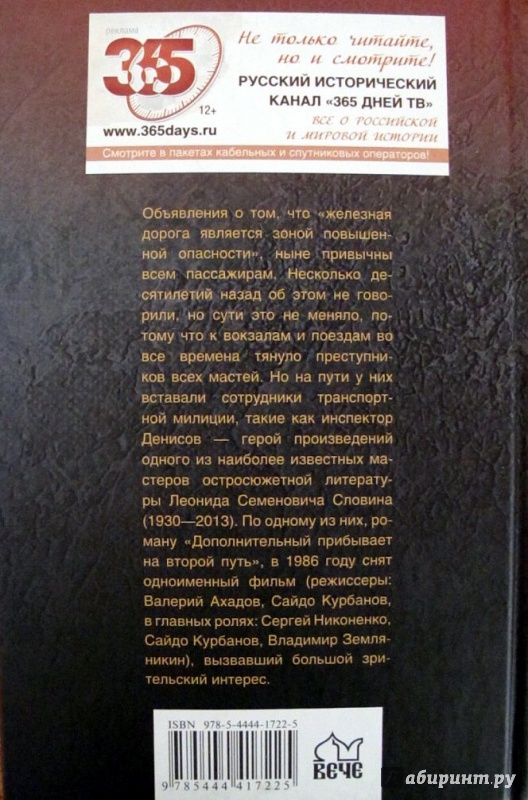 реклама
365
12+
www.365days.ru
Не только читайте,
но и смотрите!
РУССКИЙ ИСТОРИЧЕСКИЙ
КАНАЛ «365 ДНЕЙ ТВ»
ВСЕ О РОССИЙСКОЙ
И МИРОВОЙ ИСТОРИИ
Смотрите в пакетах кабельных и спутниковых операторов!
Объявления о том, что «железная
дорога является зоной повышен-
ной опасности», ныне привычны
всем пассажирам. Несколько де-
сятилетий назад об этом не гово-
рили, но сути это не меняло, по-
тому что к вокзалам и поездам во
все времена тянуло преступни-
ков всех мастей. Но на пути у них
вставали сотрудники транспорт-
ной милиции, такие как инспектор
Денисов — герой произведений
одного из наиболее известных ма-
стеров остросюжетной литерату-
ры Леонида Семеновича Словина
(1930—2013). По одному из них, ро-
ману «Дополнительный прибывает
на второй путь», в 1986 году снят
одноименный фильм (режиссеры:
Валерий Ахадов, Сайдо Курбанов,
в главных ролях: Сергей Никоненко,
Сайдо Курбанов, Владимир Земля-
никин), вызвавший большой зри-
тельский интерес.
ISBN 978-5-4444-1722-5
9 785444 417225
ВЕЧЕ
абиринт.ру